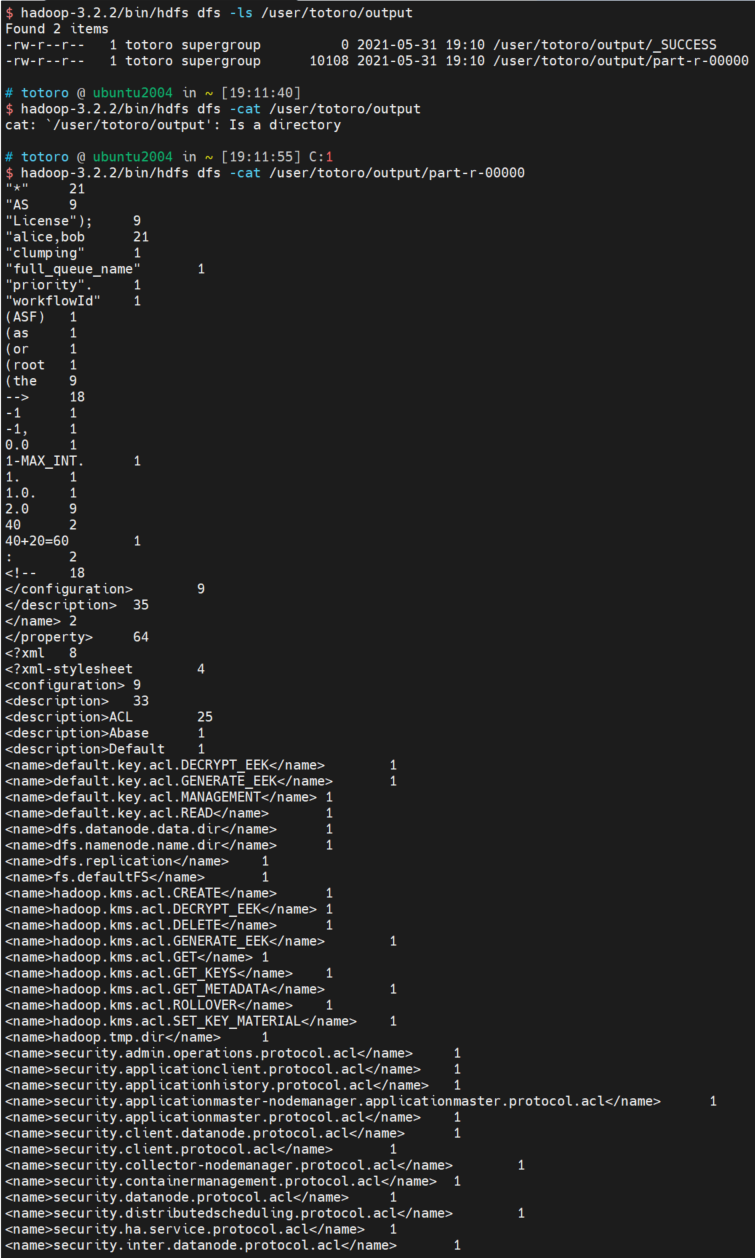 $ hadoop-3.2.2/bin/hdfs dfs -ls /user/totoro/output
Found 2 items
-rw-r--r--   1 totoro supergroup          0 2021-05-31 19:10 /user/totoro/output/_SUCCESS
-rw-r--r--   1 totoro supergroup      10108 2021-05-31 19:10 /user/totoro/output/part-r-00000
# totoro @ ubuntu2004 in ~ [19:11:40]
$ hadoop-3.2.2/bin/hdfs dfs -cat /user/totoro/output
cat: `/user/totoro/output': Is a directory
# totoro @ ubuntu2004 in ~ [19:11:55] C:1
$ hadoop-3.2.2/bin/hdfs dfs -cat /user/totoro/output/part-r-00000
"*"     21
"AS     9
"License");     9
"alice,bob      21
"clumping"      1
"full_queue_name"       1
"priority".     1
"workflowId"    1
(ASF)   1
(as     1
(or     1
(root   1
(the    9
-->     18
-1      1
-1,     1
0.0     1
1-MAX_INT.      1
1.      1
1.0.    1
2.0     9
40      2
40+20=60        1
:       2
<!--    18
</configuration>        9
</description>  35
</name> 2
</property>     64
<?xml   8
<?xml-stylesheet        4
<configuration> 9
<description>   33
<description>ACL        25
<description>Abase      1
<description>Default    1
<name>default.key.acl.DECRYPT_EEK</name>        1
<name>default.key.acl.GENERATE_EEK</name>       1
<name>default.key.acl.MANAGEMENT</name> 1
<name>default.key.acl.READ</name>       1
<name>dfs.datanode.data.dir</name>      1
<name>dfs.namenode.name.dir</name>      1
<name>dfs.replication</name>    1
<name>fs.defaultFS</name>       1
<name>hadoop.kms.acl.CREATE</name>      1
<name>hadoop.kms.acl.DECRYPT_EEK</name> 1
<name>hadoop.kms.acl.DELETE</name>      1
<name>hadoop.kms.acl.GENERATE_EEK</name>        1
<name>hadoop.kms.acl.GET</name> 1
<name>hadoop.kms.acl.GET_KEYS</name>    1
<name>hadoop.kms.acl.GET_METADATA</name>        1
<name>hadoop.kms.acl.ROLLOVER</name>    1
<name>hadoop.kms.acl.SET_KEY_MATERIAL</name>    1
<name>hadoop.tmp.dir</name>     1
<name>security.admin.operations.protocol.acl</name>     1
<name>security.applicationclient.protocol.acl</name>    1
<name>security.applicationhistory.protocol.acl</name>   1
<name>security.applicationmaster-nodemanager.applicationmaster.protocol.acl</name>      1
<name>security.applicationmaster.protocol.acl</name>    1
<name>security.client.datanode.protocol.acl</name>      1
<name>security.client.protocol.acl</name>       1
<name>security.collector-nodemanager.protocol.acl</name>        1
<name>security.containermanagement.protocol.acl</name>  1
<name>security.datanode.protocol.acl</name>     1
<name>security.distributedscheduling.protocol.acl</name>        1
<name>security.ha.service.protocol.acl</name>   1
<name>security.inter.datanode.protocol.acl</name>       1